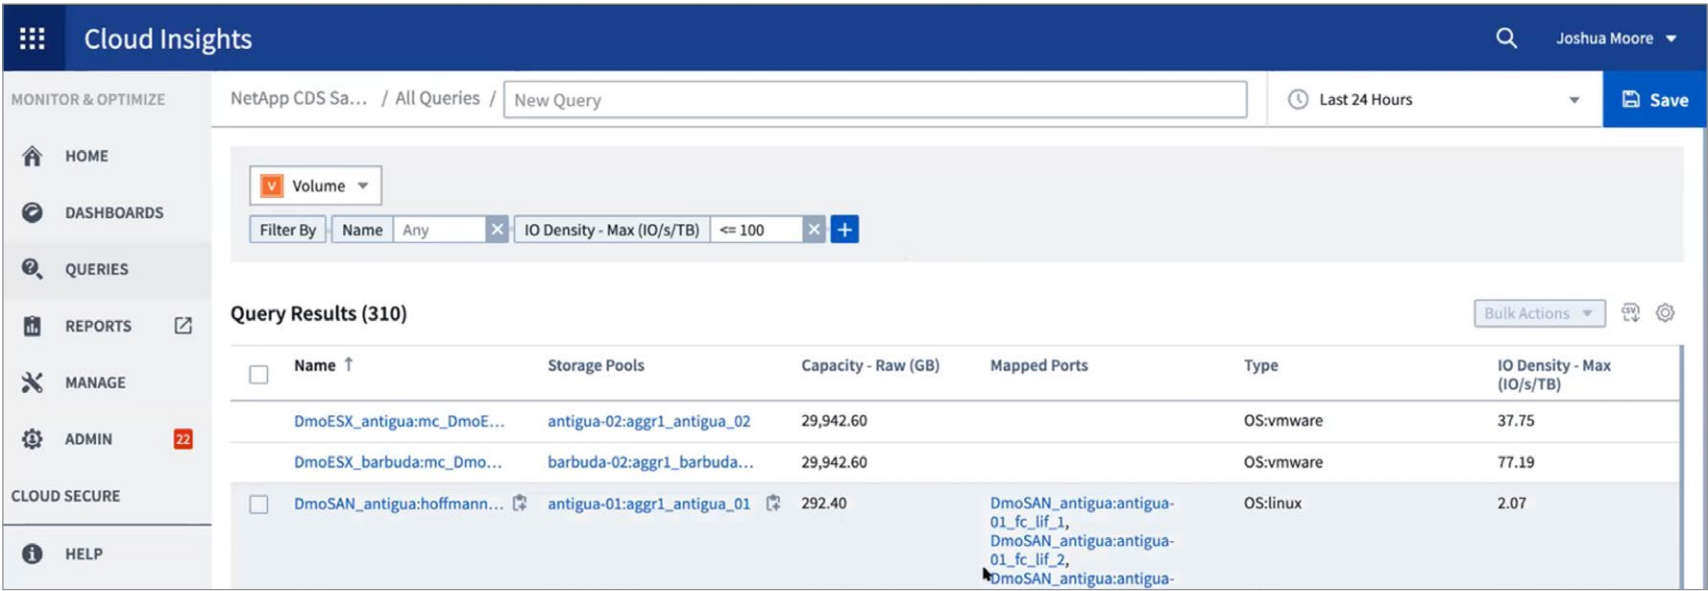 Cloud Insights
Joshua Moore
MONITOR & OPTIMIZE
NetApp CDS Sa... / All Queries / New Query
Last 24 Hours
Save
HOME
DASHBOARDS
QUERIES
REPORTS
MANAGE
ADMIN 22
CLOUD SECURE
HELP
V Volume
Filter By Name Any × IO Density - Max (IO/s/TB) <= 100 × +
Query Results (310)
Bulk Actions
CSV
Name ↑ Storage Pools Capacity - Raw (GB) Mapped Ports Type IO Density - Max
(IO/s/TB)
DmoESX_antigua:mc_DmoE... antigua-02:aggr1_antigua_02 29,942.60 OS:vmware 37.75
DmoESX_barbuda:mc_Dmo... barbuda-02:aggr1_barbuda... 29,942.60 OS:vmware 77.19
DmoSAN_antigua:hoffmann... antigua-01:aggr1_antigua_01 292.40 DmoSAN_antigua:antigua- OS:linux 2.07
01_fc_lif_1,
DmoSAN_antigua:antigua-
01_fc_lif_2,
DmoSAN_antigua:antigua-